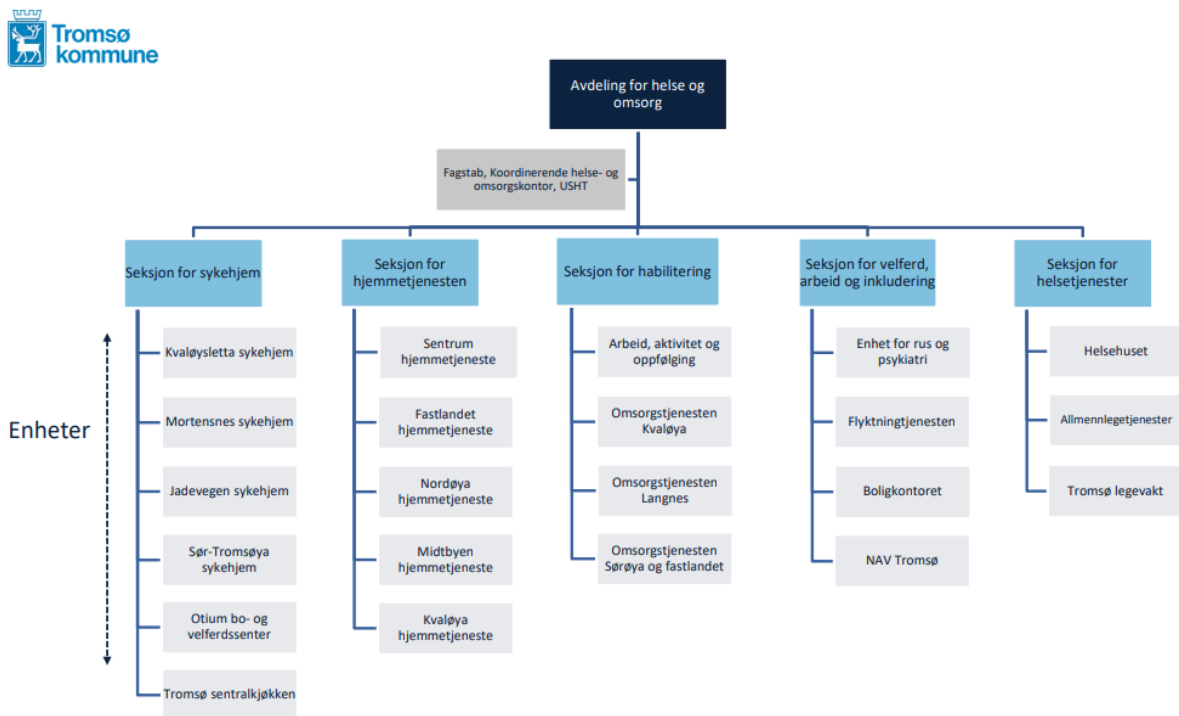 Tromsø
kommune
Avdeling for helse og
omsorg
Fagstab, Koordinerende helse- og
omsorgskontor, USHT
Seksjon for sykehjem
Kvaløysletta sykehjem
Mortensnes sykehjem
Jadevegen sykehjem
Sør-Tromsøya
sykehjem
Otium bo- og
velferdssenter
Tromsø sentralkjøkken
Seksjon for
hjemmetjenesten
Sentrum
hjemmetjeneste
Fastlandet
hjemmetjeneste
Nordøya
hjemmetjeneste
Midtbyen
hjemmetjeneste
Kvaløya
hjemmetjeneste
Seksjon for habilitering
Arbeid, aktivitet og
oppfølging
Omsorgstjenesten
Kvaløya
Omsorgstjenesten
Langnes
Omsorgstjenesten
Sørøya og fastlandet
Seksjon for velferd,
arbeid og inkludering
Enhet for rus og
psykiatri
Flyktningtjenesten
Boligkontoret
NAV Tromsø
Seksjon for
helsetjenester
Helsehuset
Allmennlegetjenester
Tromsø legevakt
Enheter